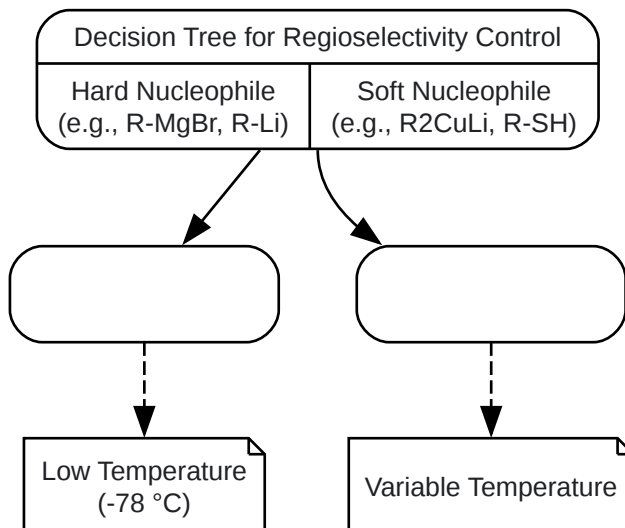 Decision Tree for Regioselectivity Control
Hard Nucleophile
(e.g., R-MgBr, R-Li)
Soft Nucleophile
(e.g., R2CuLi, R-SH)
Low Temperature
(-78 °C)
Variable Temperature